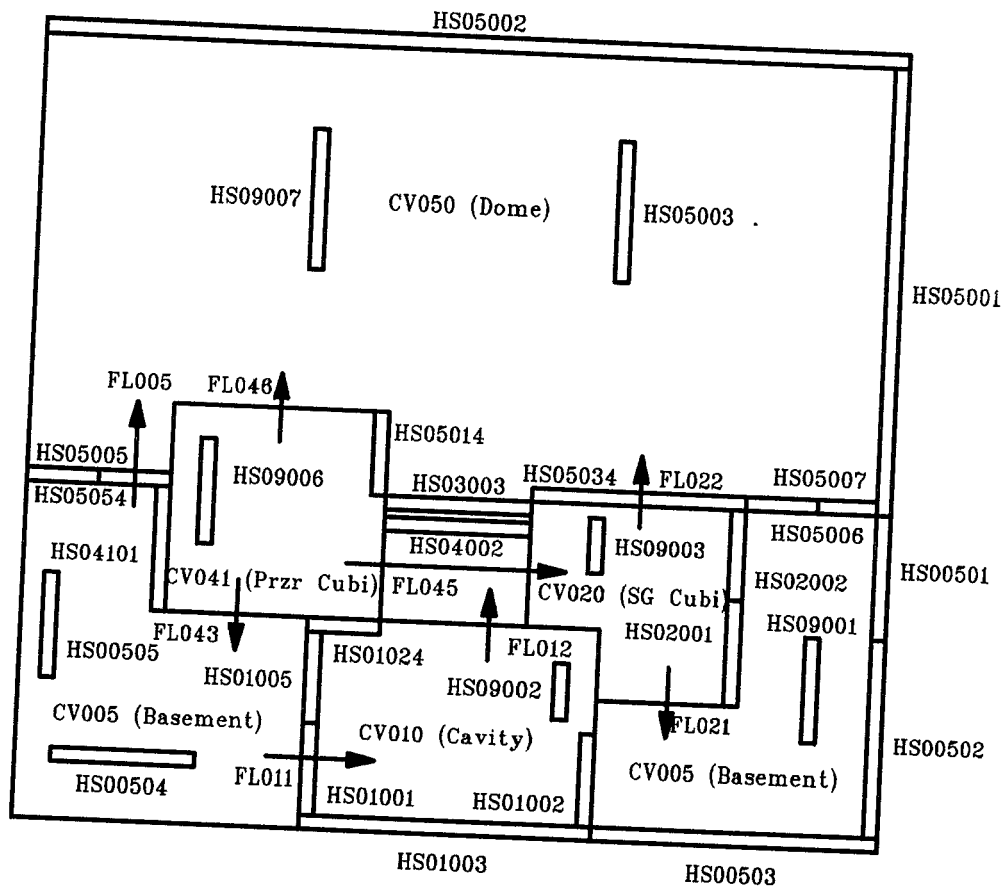 HS05002
HS09007
CV050 (Dome)
HS05003
HS05001
FL005
FL046
HS05014
HS05005
HS09006
HS03003
HS05034
FL022
HS05007
HS05054
HS05006
HS04101
HS04002
HS09003
HS00501
CV041 (Przr Cubi)
FL045
CV020 (SG Cubi)
HS02002
FL043
HS02001
HS09001
HS00505
HS01005
HS01024
FL012
HS09002
CV005 (Basement)
CV010 (Cavity)
FL021
HS00502
HS00504
FL011
HS01001
HS01002
CV005 (Basement)
HS01003
HS00503